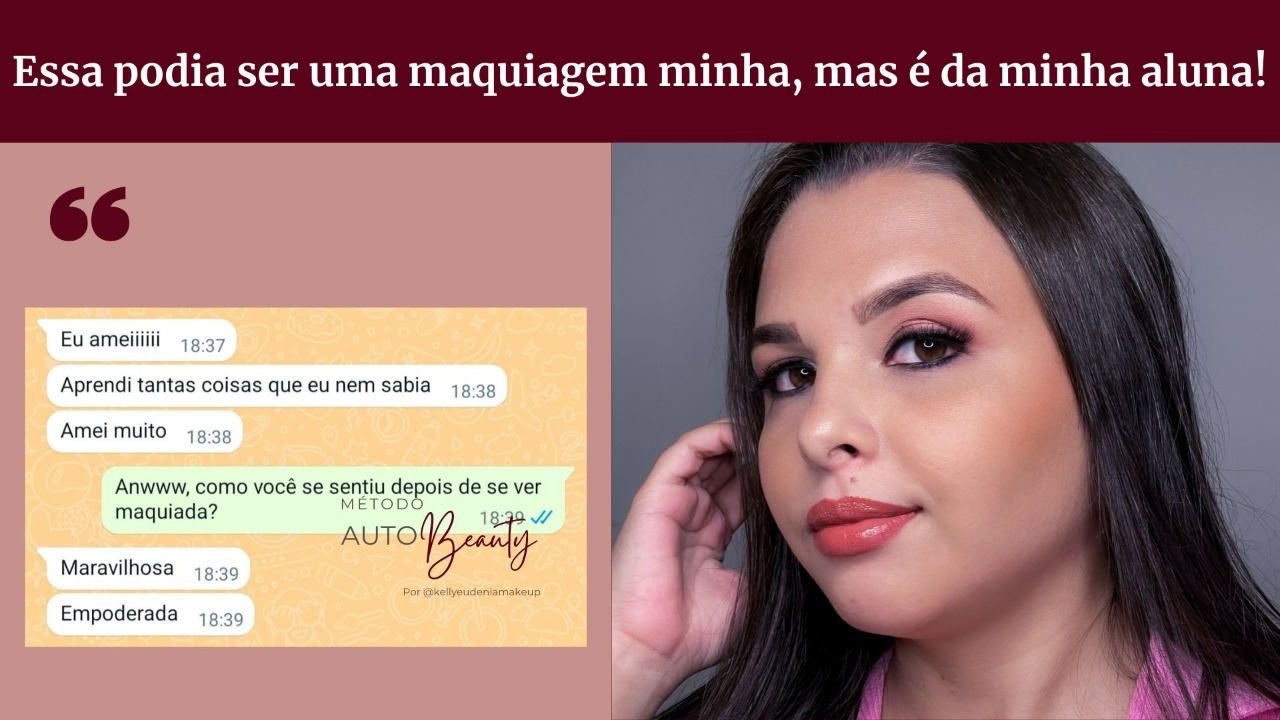 Essa podia ser uma maquiagem minha, mas é da minha aluna!
Eu ameiiiiii 18:37
Aprendi tantas coisas que eu nem sabia 18:38
Amei muito 18:38
Anwww, como você se sentiu depois de se ver
maquiada? 18:39
MÉTODO
AUTO Beauty
Por @kellyeudeniamakeup
Maravilhosa 18:39
Empoderada 18:39